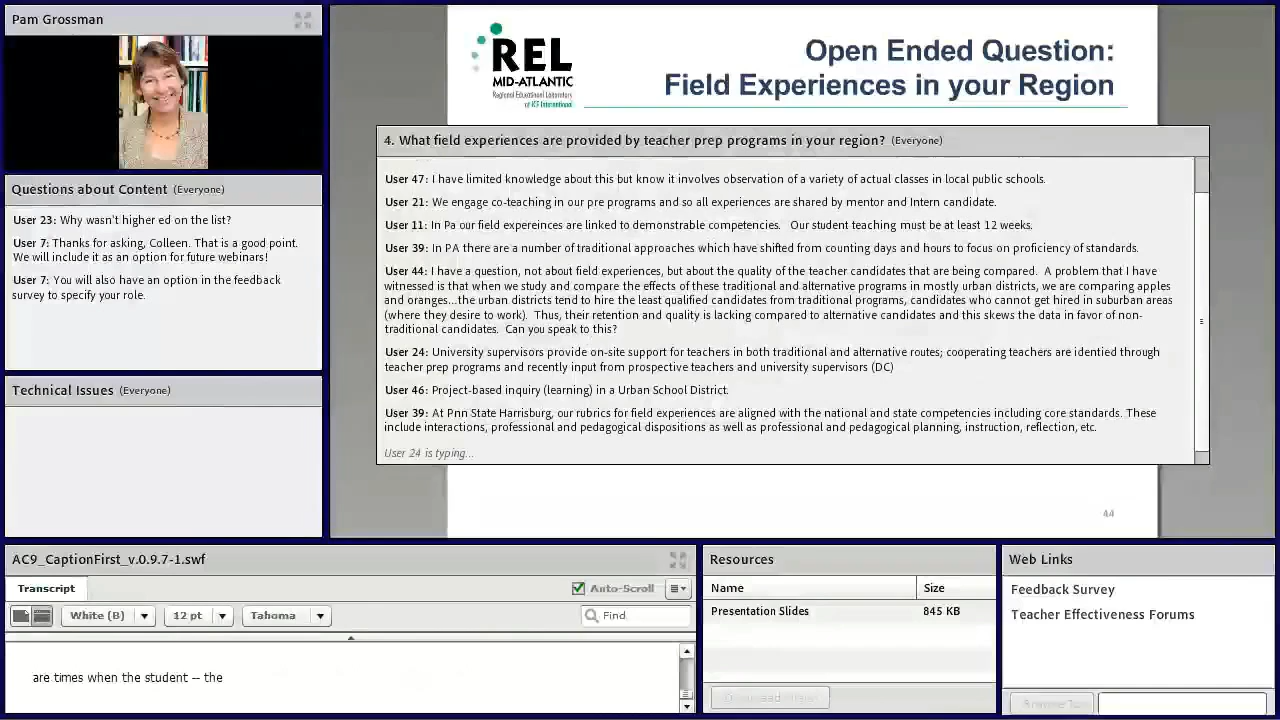 Pam Grossman
Questions about Content (Everyone)
User 23: Why wasn't higher ed on the list?
User 7: Thanks for asking, Colleen. That is a good point.
We will include it as an option for future webinars!
User 7: You will also have an option in the feedback
survey to specify your role.
Technical Issues (Everyone)
REL
MID-ATLANTIC
Regional Educational Laboratory
at ICF International
Open Ended Question:
Field Experiences in your Region
4. What field experiences are provided by teacher prep programs in your region? (Everyone)
User 47: I have limited knowledge about this but know it involves observation of a variety of actual classes in local public schools.
User 21: We engage co-teaching in our pre programs and so all experiences are shared by mentor and Intern candidate.
User 11: In Pa our field expereinces are linked to demonstrable competencies. Our student teaching must be at least 12 weeks.
User 39: In PA there are a number of traditional approaches which have shifted from counting days and hours to focus on proficiency of standards.
User 44: I have a question, not about field experiences, but about the quality of the teacher candidates that are being compared. A problem that I have
witnessed is that when we study and compare the effects of these traditional and alternative programs in mostly urban districts, we are comparing apples
and oranges...the urban districts tend to hire the least qualified candidates from traditional programs, candidates who cannot get hired in suburban areas
(where they desire to work). Thus, their retention and quality is lacking compared to alternative candidates and this skews the data in favor of non-
traditional candidates. Can you speak to this?
User 24: University supervisors provide on-site support for teachers in both traditional and alternative routes; cooperating teachers are identied through
teacher prep programs and recently input from prospective teachers and university supervisors (DC)
User 46: Project-based inquiry (learning) in a Urban School District.
User 39: At Pnn State Harrisburg, our rubrics for field experiences are aligned with the national and state competencies including core standards. These
include interactions, professional and pedagogical dispositions as well as professional and pedagogical planning, instruction, reflection, etc.
User 24 is typing...
44
AC9_CaptionFirst_v.0.9.7-1.swf
Transcript
Auto-Scroll
White (B)
12 pt
Tahoma
Find
are times when the student -- the
Resources
Name Size
Presentation Slides 845 KB
Web Links
Feedback Survey
Teacher Effectiveness Forums